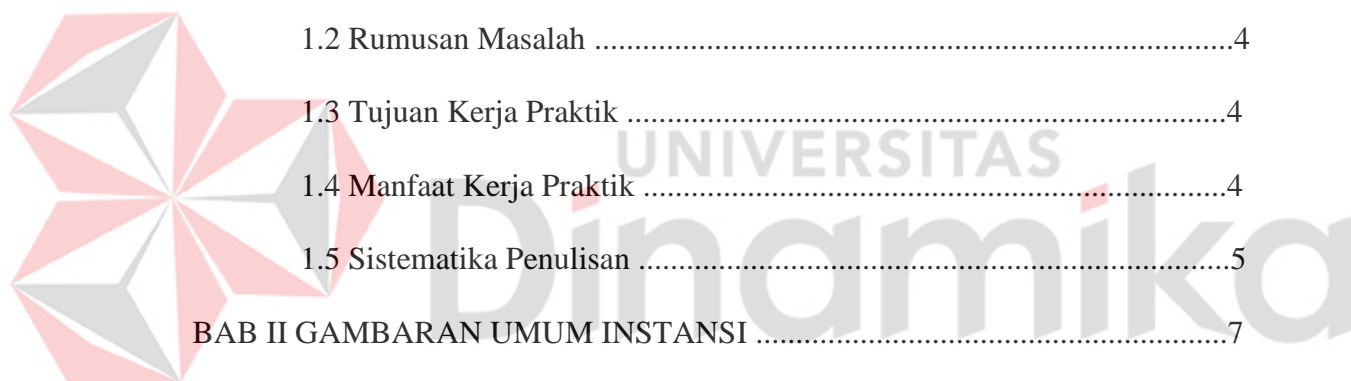 1.2 Rumusan Masalah ............................................................................................................4
1.3 Tujuan Kerja Praktik .....................................................................................................4
UNIVERSITAS
1.4 Manfaat Kerja Praktik ..................................................................................................4
Dinamika
1.5 Sistematika Penulisan ....................................................................................................5
BAB II GAMBARAN UMUM INSTANSI ................................................................................7